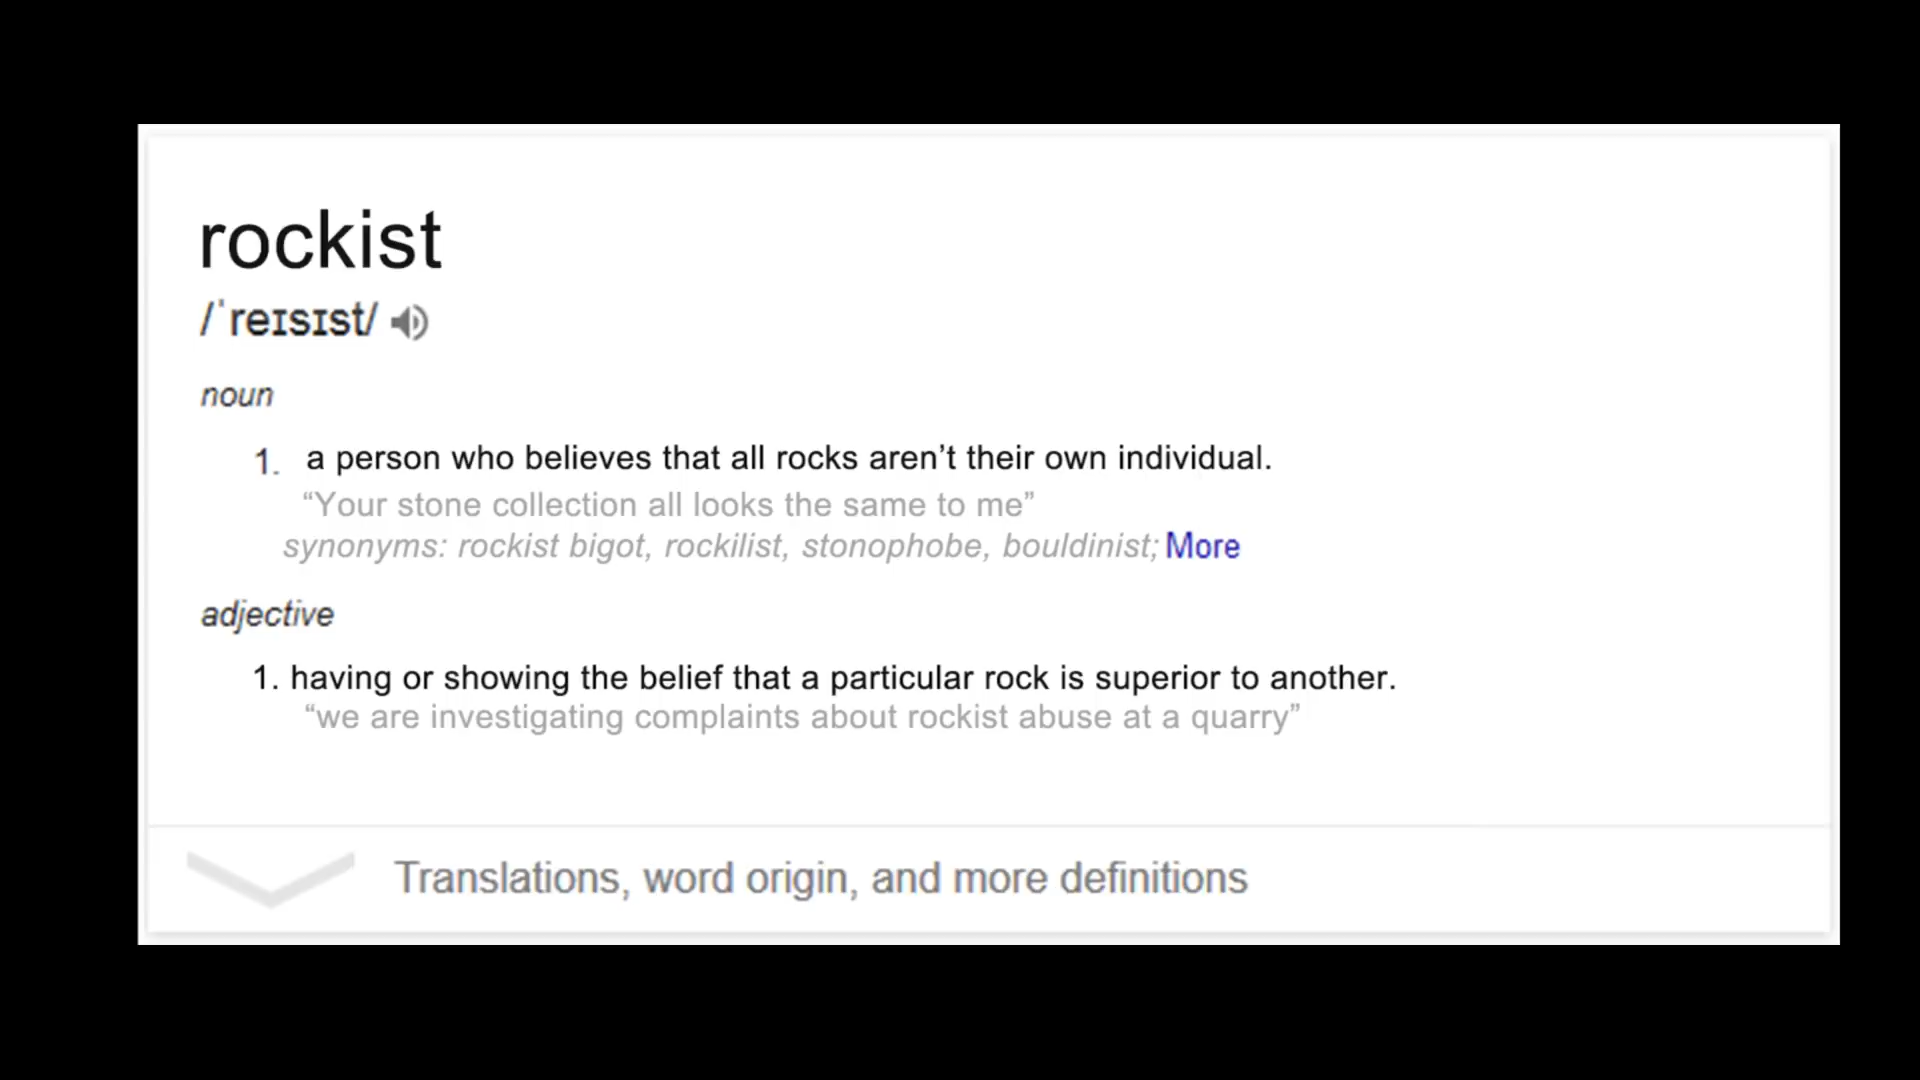 rockist
/ˈreɪsɪst/
noun
1. a person who believes that all rocks aren’t their own individual.
“Your stone collection all looks the same to me”
synonyms: rockist bigot, rockilist, stonophobe, bouldinist; More
adjective
1. having or showing the belief that a particular rock is superior to another.
“we are investigating complaints about rockist abuse at a quarry”
Translations, word origin, and more definitions